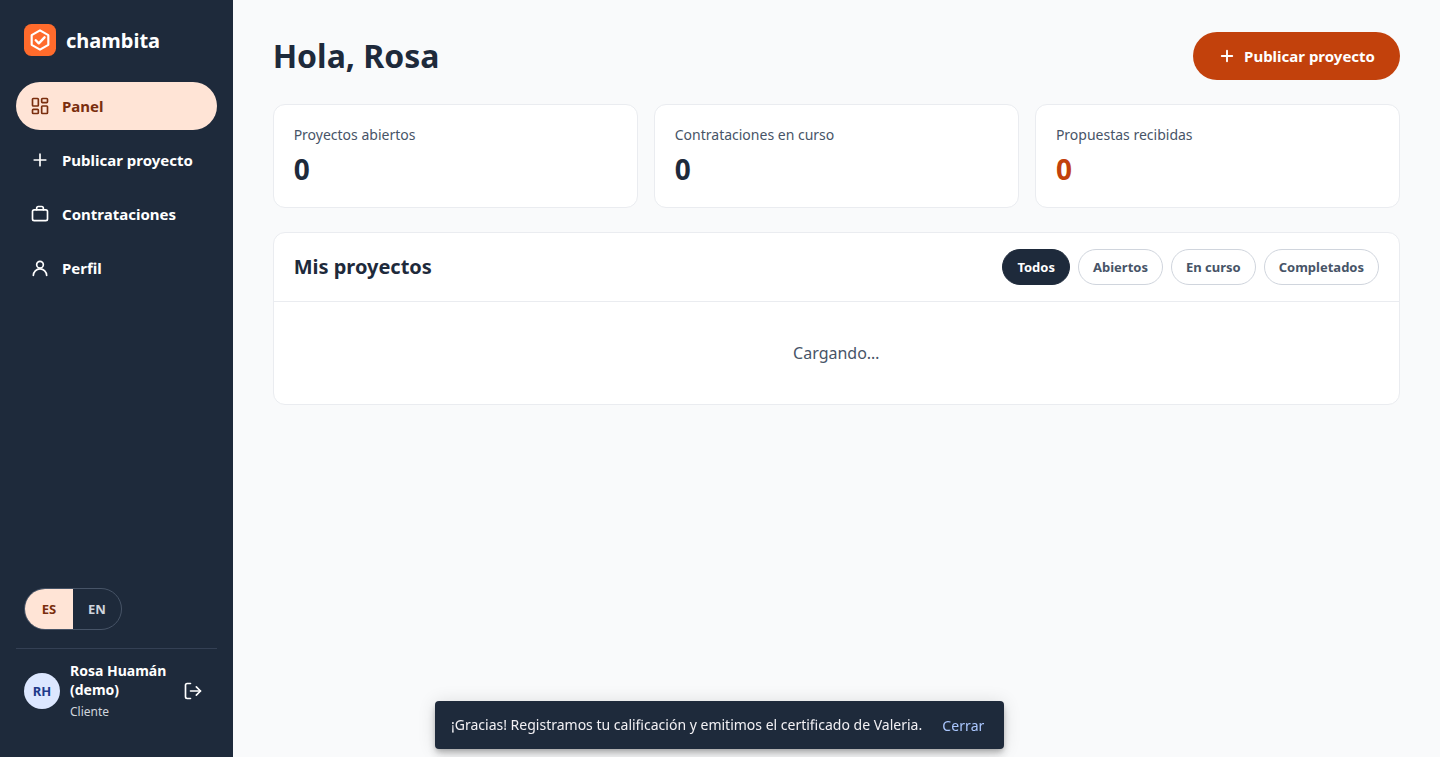 chambita
Panel
Publicar proyecto
Contrataciones
Perfil
ES EN
RH
Rosa Huamán
(demo)
Cliente
Hola, Rosa
Publicar proyecto
Proyectos abiertos
0
Contrataciones en curso
0
Propuestas recibidas
0
Mis proyectos
Todos Abiertos En curso Completados
Cargando...
¡Gracias! Registramos tu calificación y emitimos el certificado de Valeria. Cerrar